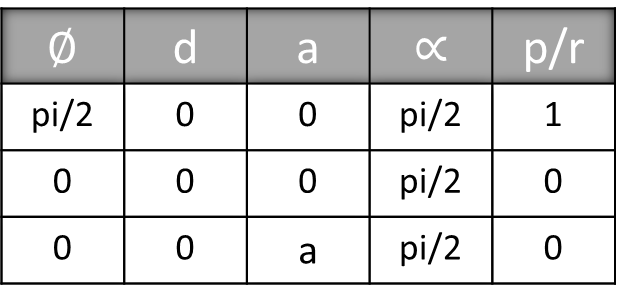 Ø d a ∝ p/r
pi/2 0 0 pi/2 1
0 0 0 pi/2 0
0 0 a pi/2 0